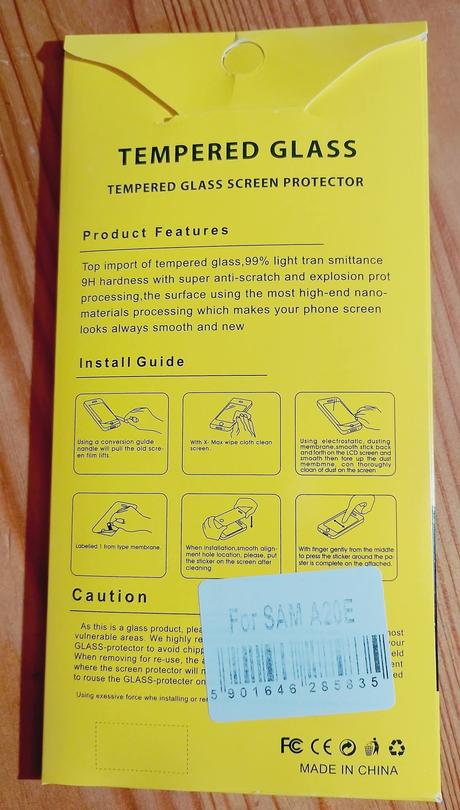 TEMPERED GLASS
TEMPERED GLASS SCREEN PROTECTOR
Product Features
Top import of tempered glass,99% light tran smittance
9H hardness with super anti-scratch and explosion prot
processing,the surface using the most high-end nano-
materials processing which makes your phone screen
looks always smooth and new
Install Guide
Using a conversion guide
handle will pull the old scre-
en film lifts.
With X- Max wipe cloth clean
screen.
Using electrostatic, dusting
membrane,smooth stick back
and forth on the LCD screen and
smooth then tore up the dust
membmne, con thoroughly
clean of dust on the screen
Labelled 1 from type membrane.
When installation,smooth align-
ment hole location, please, put
the sticker on the screen after
cleaning
With finger gently from the middle
to press the sticker around the pa-
ster is complete on the attached.
Caution
As this is a glass product,
vulnerable areas. We highly
GLASS-protector to avoid
When removing for re-use, the
where the screen protector will
to rouse the GLASS-protecter
Using exessive force whe installing or
For SAM A20E
5 901646 285835
FC CE
MADE IN CHINA